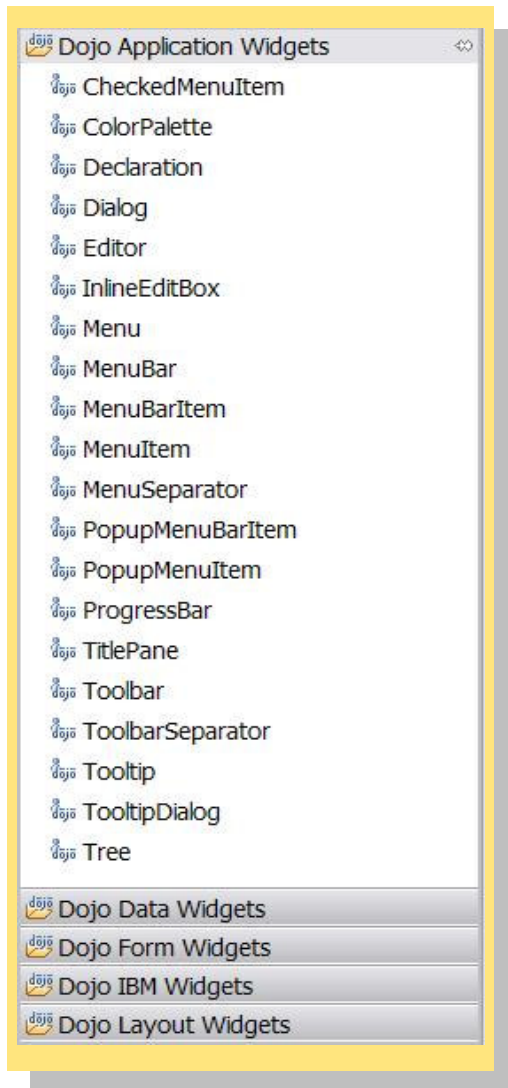 Dojo Application Widgets
CheckedMenuItem
ColorPalette
Declaration
Dialog
Editor
InlineEditBox
Menu
MenuBar
MenuBarItem
MenuItem
MenuSeparator
PopupMenuBarItem
PopupMenuItem
ProgressBar
TitlePane
Toolbar
ToolbarSeparator
Tooltip
TooltipDialog
Tree
Dojo Data Widgets
Dojo Form Widgets
Dojo IBM Widgets
Dojo Layout Widgets